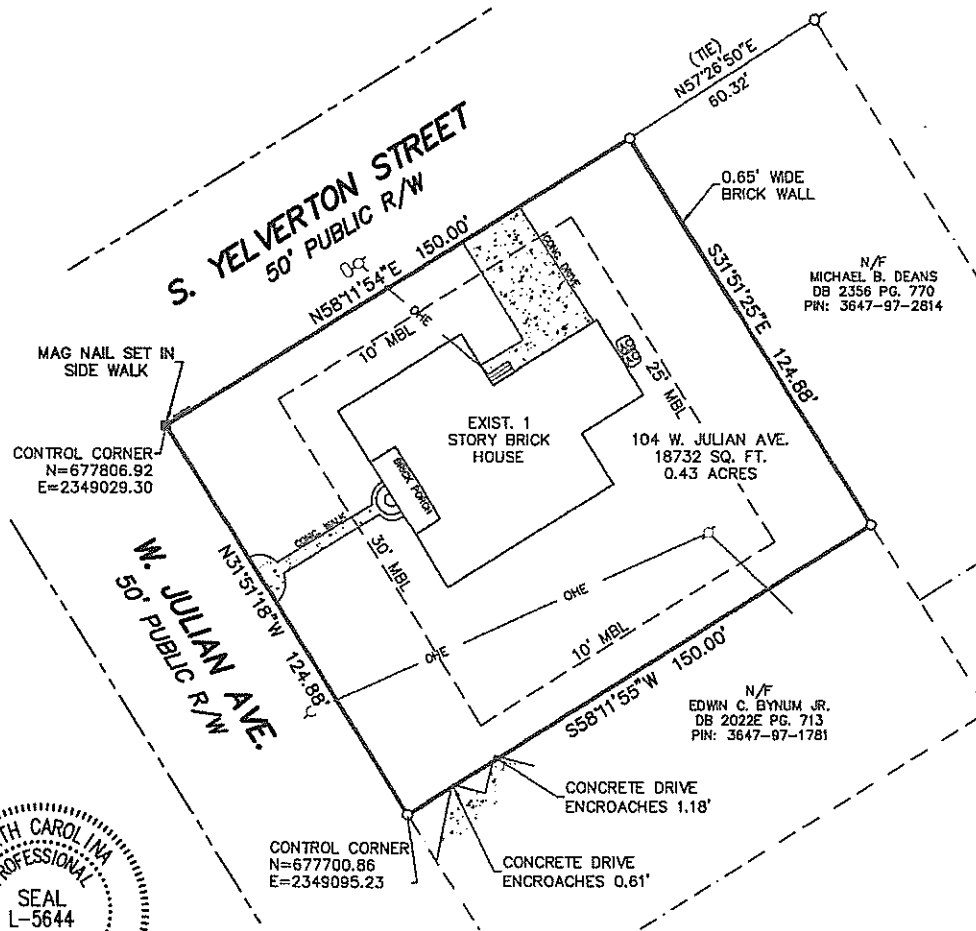 (TIE)
N57°26'50"E
60.32'
S. YELVERTON STREET
50' PUBLIC R/W
N58°11'54"E 150.00'
0.65' WIDE
BRICK WALL
N/F
MICHAEL B. DEANS
DB 2356 PG. 770
PIN: 3647-97-2814
S31°51'25"E 124.88'
MAG NAIL SET IN
SIDE WALK
CONTROL CORNER
N=677806.92
E=2349029.30
10' MBL
OHE
CONC. DRIVE
25' MBL
EXIST. 1
STORY BRICK
HOUSE
104 W. JULIAN AVE.
18732 SQ. FT.
0.43 ACRES
BRICK PORCH
CONC. WALK
30' MBL
W. JULIAN AVE.
50' PUBLIC R/W
N31°51'18"W 124.88'
OHE
OHE
10' MBL
S58°11'55"W 150.00'
N/F
EDWIN C. BYNUM JR.
DB 2022E PG. 713
PIN: 3647-97-1781
CONCRETE DRIVE
ENCROACHES 1.18'
CONCRETE DRIVE
ENCROACHES 0.61'
CONTROL CORNER
N=677700.86
E=2349095.23
TH CAROLINA
ROFESSIONAL
SEAL
L-5644